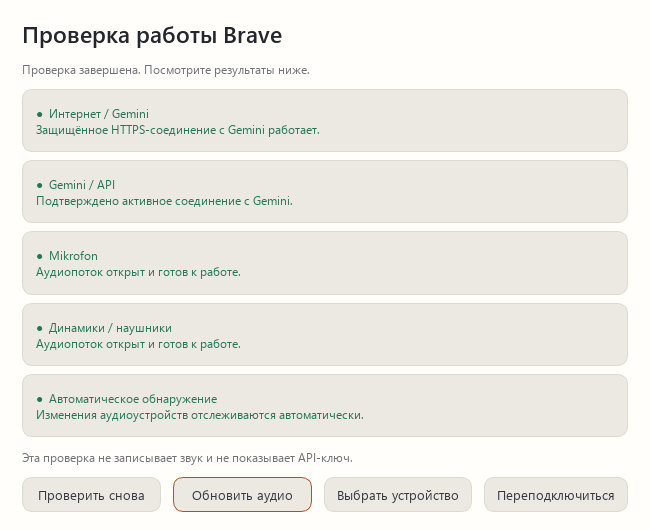 Проверка работы Brave
Проверка завершена. Посмотрите результаты ниже.
● Интернет / Gemini
Защищённое HTTPS-соединение с Gemini работает.
● Gemini / API
Подтверждено активное соединение с Gemini.
● Mikrofon
Аудиопоток открыт и готов к работе.
● Динамики / наушники
Аудиопоток открыт и готов к работе.
● Автоматическое обнаружение
Изменения аудиоустройств отслеживаются автоматически.
Эта проверка не записывает звук и не показывает API-ключ.
Проверить снова
Обновить аудио
Выбрать устройство
Переподключиться